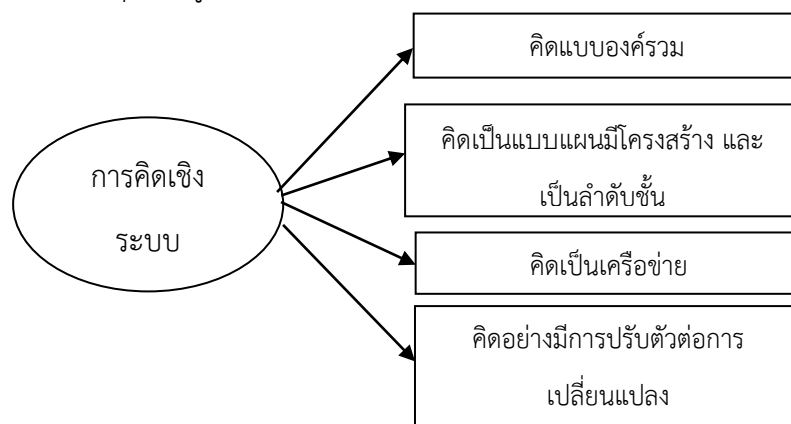 การคิดเชิง
ระบบ
คิดแบบองค์รวม
คิดเป็นแบบแผนมีโครงสร้าง และ
เป็นลำดับชั้น
คิดเป็นเครือข่าย
คิดอย่างมีการปรับตัวต่อการ
เปลี่ยนแปลง